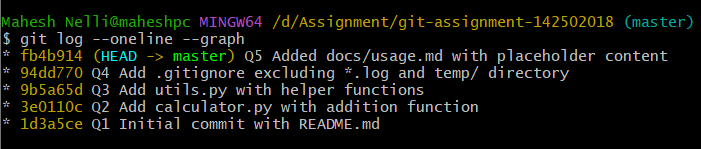 Mahesh Nelli@maheshpc MINGW64 /d/Assignment/git-assignment-142502018 (master)
$ git log --oneline --graph
* fb4b914 (HEAD -> master) Q5 Added docs/usage.md with placeholder content
* 94dd770 Q4 Add .gitignore excluding *.log and temp/ directory
* 9b5a65d Q3 Add utils.py with helper functions
* 3e0110c Q2 Add calculator.py with addition function
* 1d3a5ce Q1 Initial commit with README.md